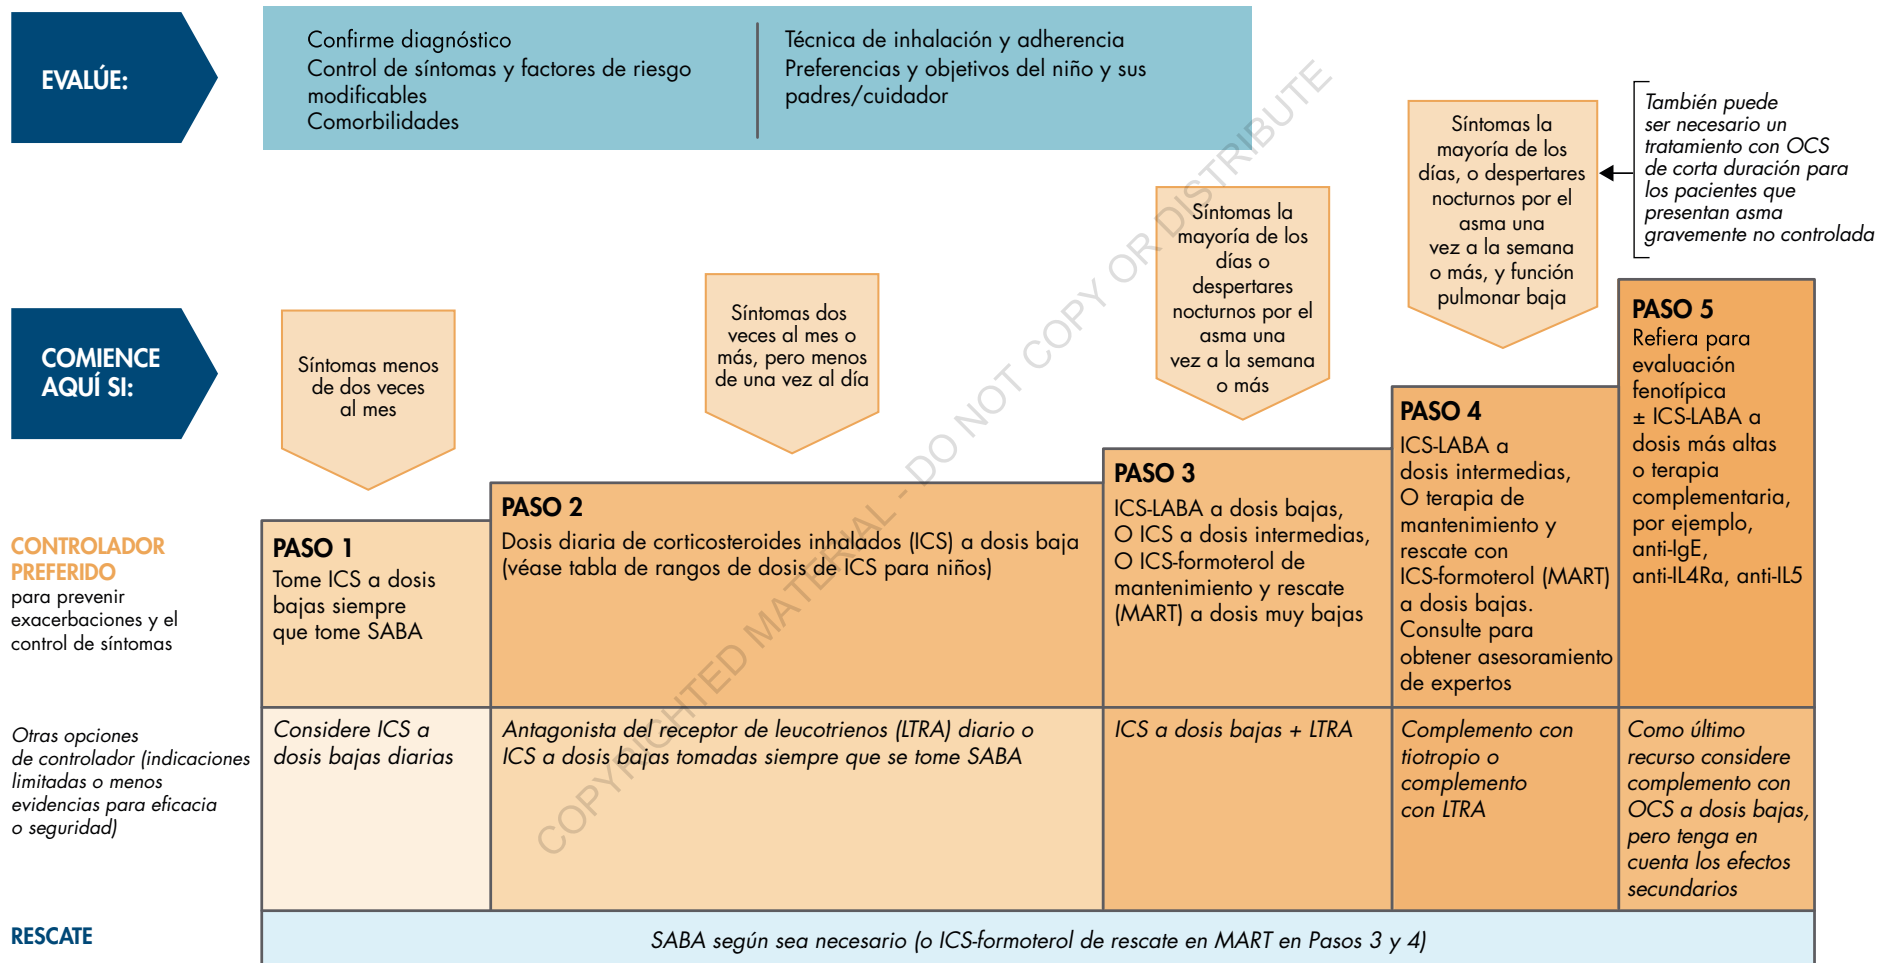 EVALÚE:
Confirme diagnóstico
Control de síntomas y factores de riesgo
modificables
Comorbilidades
Técnica de inhalación y adherencia
Preferencias y objetivos del niño y sus
padres/cuidador
También puede
ser necesario un
tratamiento con OCS
de corta duración para
los pacientes que
presentan asma
gravemente no controlada
COMIENCE
AQUÍ SI:
Síntomas menos
de dos veces
al mes
Síntomas dos
veces al mes o
más, pero menos
de una vez al día
Síntomas la
mayoría de los
días o
despertares
nocturnos por el
asma una
vez a la semana
o más
Síntomas la
mayoría de los
días, o despertares
nocturnos por el
asma una
vez a la semana
o más, y función
pulmonar baja
CONTROLADOR
PREFERIDO
para prevenir
exacerbaciones y el
control de síntomas
PASO 1
Tome ICS a dosis
bajas siempre
que tome SABA
PASO 2
Dosis diaria de corticosteroides inhalados (ICS) a dosis baja
(véase tabla de rangos de dosis de ICS para niños)
PASO 3
ICS-LABA a dosis bajas,
O ICS a dosis intermedias,
O ICS-formoterol de
mantenimiento y rescate
(MART) a dosis muy bajas
PASO 4
ICS-LABA a
dosis intermedias,
O terapia de
mantenimiento y
rescate con
ICS-formoterol (MART)
a dosis bajas.
Consulte para
obtener asesoramiento
de expertos
PASO 5
Refiera para
evaluación
fenotípica
± ICS-LABA a
dosis más altas
o terapia
complementaria,
por ejemplo,
anti-IgE,
anti-IL4Rα, anti-IL5
Otras opciones
de controlador (indicaciones
limitadas o menos
evidencias para eficacia
o seguridad)
Considere ICS a
dosis bajas diarias
Antagonista del receptor de leucotrienos (LTRA) diario o
ICS a dosis bajas tomadas siempre que se tome SABA
ICS a dosis bajas + LTRA
Complemento con
tiotropio o
complemento
con LTRA
Como último
recurso considere
complemento con
OCS a dosis bajas,
pero tenga en
cuenta los efectos
secundarios
RESCATE
SABA según sea necesario (o ICS-formoterol de rescate en MART en Pasos 3 y 4)
COPYRIGHTED MATERIAL - DO NOT COPY OR DISTRIBUTE